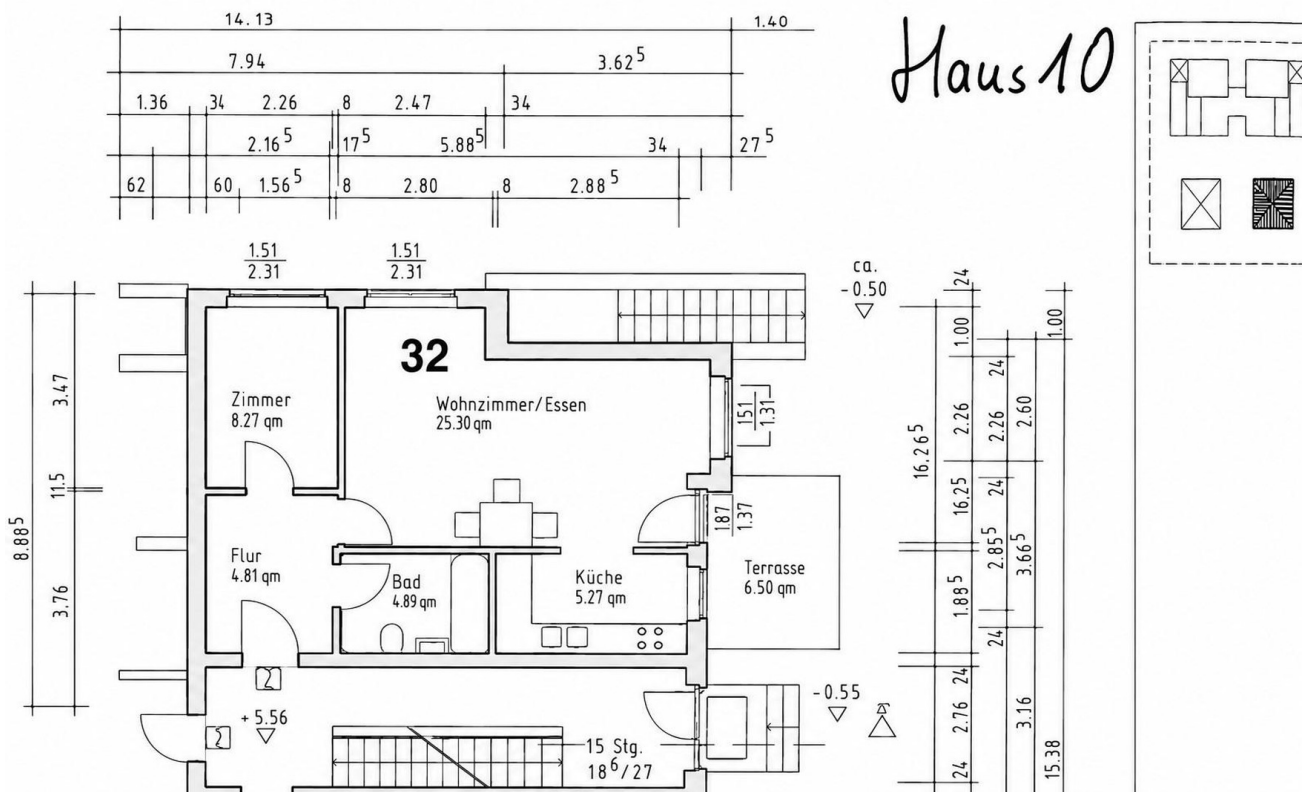 14.13 1.40
Haus 10
7.94 3.62⁵
1.36 34 2.26 8 2.47 34
2.16⁵ 17⁵ 5.88⁵ 34 27⁵
62 60 1.56⁵ 8 2.80 8 2.88⁵
1.51
2.31
1.51
2.31
ca.
-0.50
32
Zimmer
8.27 qm
Wohnzimmer/Essen
25.30 qm
151
1.31
187
1.37
Flur
4.81 qm
Bad
4.89 qm
Küche
5.27 qm
Terrasse
6.50 qm
-0.55
+ 5.56
15 Stg.
18⁶/27
8.88⁵
3.47
11.5
3.76
16.26⁵
24
1.00
2.26
16.25
1.88⁵
24
2.76
24
24
2.26
24
2.85⁵
24
2.60
3.66⁵
3.16
1.00
15.38